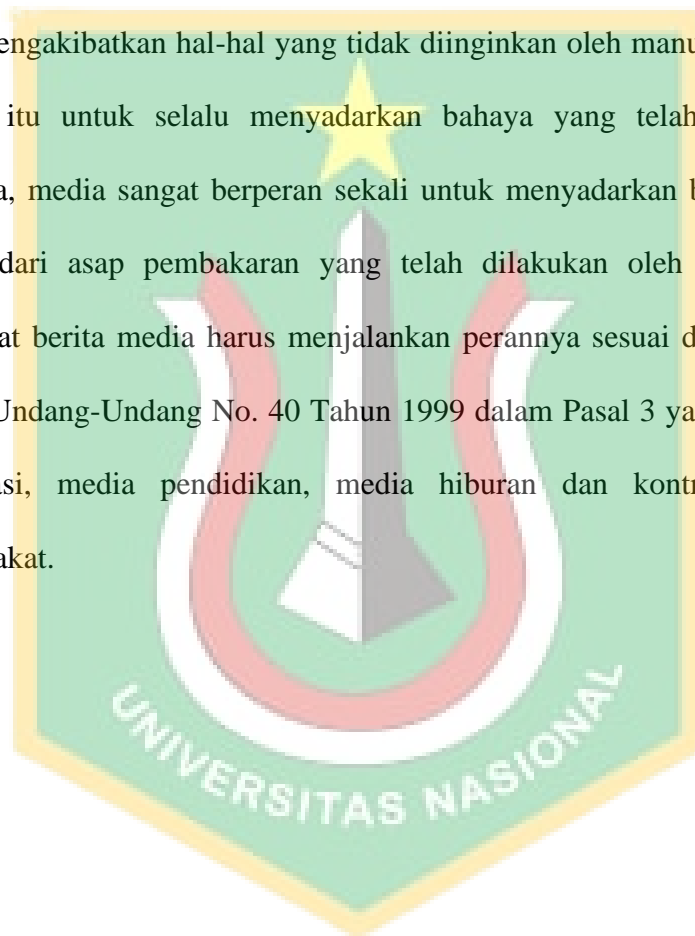 engakibatkan hal-hal yang tidak diinginkan oleh manu
itu untuk selalu menyadarkan bahaya yang telah
a, media sangat berperan sekali untuk menyadarkan b
dari asap pembakaran yang telah dilakukan oleh
at berita media harus menjalankan perannya sesuai d
Undang-Undang No. 40 Tahun 1999 dalam Pasal 3 ya
asi, media pendidikan, media hiburan dan kontr
akat.
UNIVERSITAS NASIONAL